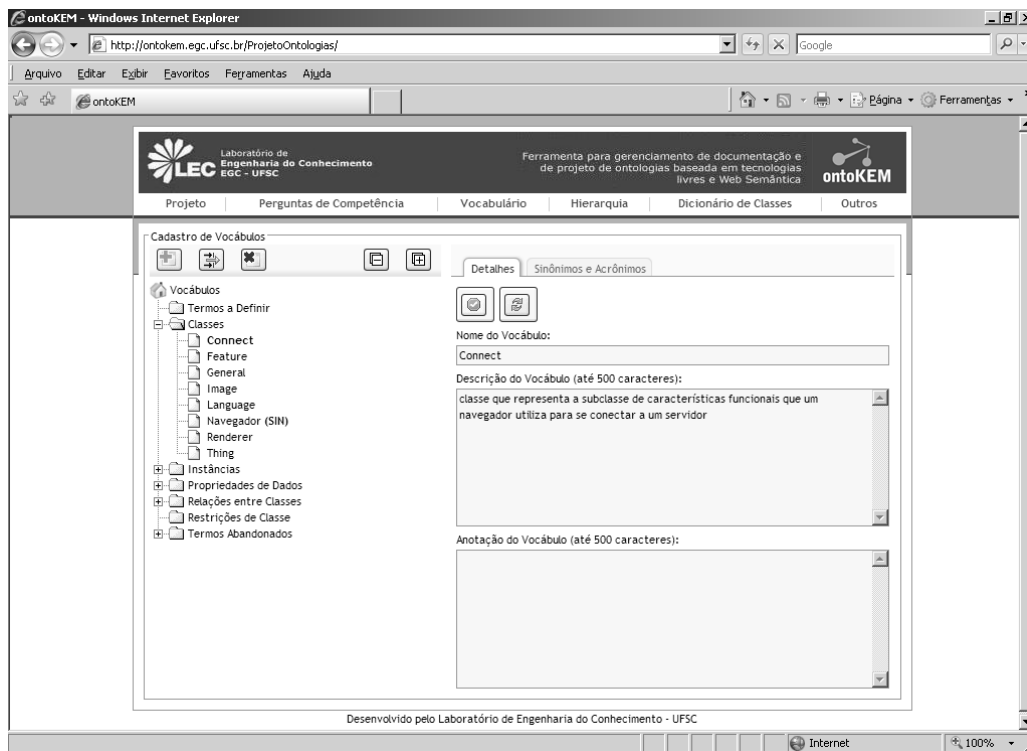 ontoKEM - Windows Internet Explorer
http://ontokem.egc.ufsc.br/ProjetoOntologias/
Google
Arquivo Editar Exibir Favoritos Ferramentas Ajuda
ontoKEM
Página Ferramentas
LEC
Laboratório de
Engenharia do Conhecimento
EGC - UFSC
Ferramenta para gerenciamento de documentação e
de projeto de ontologias baseada em tecnologias
livres e Web Semântica
ontoKEM
Projeto Perguntas de Competência Vocabulário Hierarquia Dicionário de Classes Outros
Cadastro de Vocábulos
Detalhes Sinônimos e Acrônimos
Vocábulos
Termos a Definir
Classes
Connect
Feature
General
Image
Language
Navegador (SIN)
Renderer
Thing
Instâncias
Propriedades de Dados
Relações entre Classes
Restrições de Classe
Termos Abandonados
Nome do Vocábulo:
Connect
Descrição do Vocábulo (até 500 caracteres):
classe que representa a subclasse de características funcionais que um
navegador utiliza para se conectar a um servidor
Anotação do Vocábulo (até 500 caracteres):
Desenvolvido pelo Laboratório de Engenharia do Conhecimento - UFSC
Internet 100%